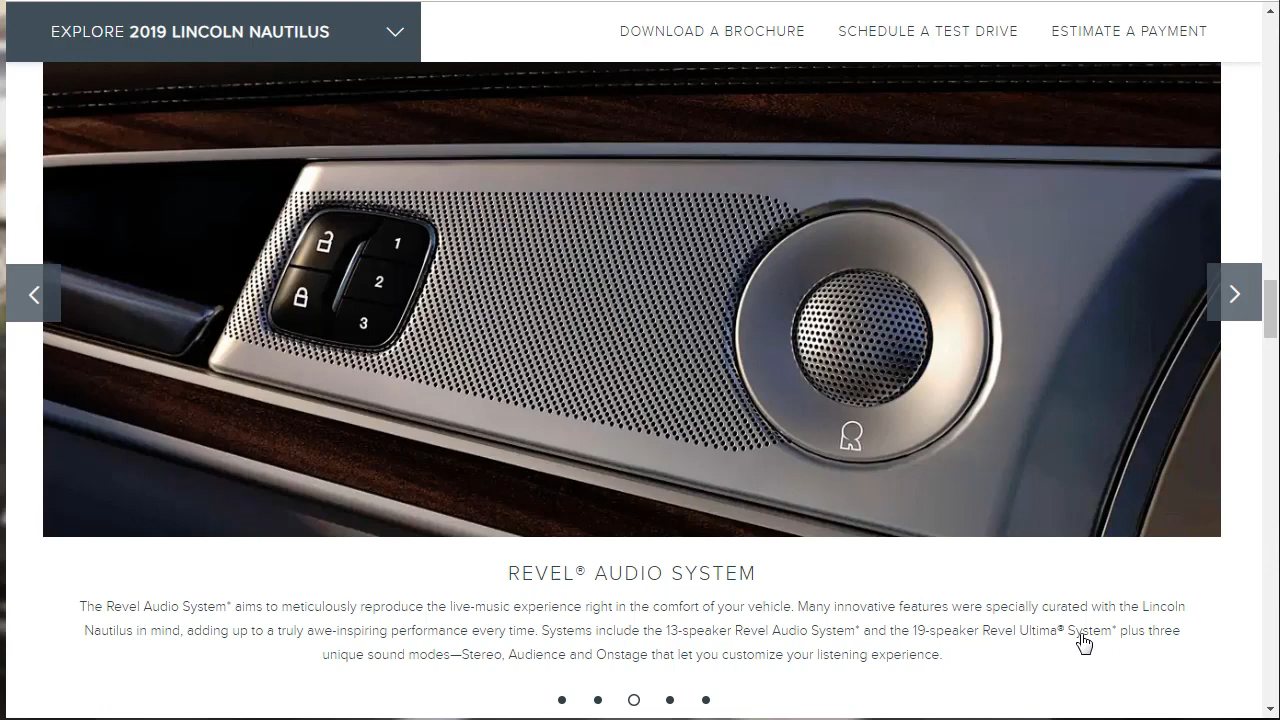 EXPLORE 2019 LINCOLN NAUTILUS
DOWNLOAD A BROCHURE
SCHEDULE A TEST DRIVE
ESTIMATE A PAYMENT
1
2
3
REVEL® AUDIO SYSTEM
The Revel Audio System* aims to meticulously reproduce the live-music experience right in the comfort of your vehicle. Many innovative features were specially curated with the Lincoln
Nautilus in mind, adding up to a truly awe-inspiring performance every time. Systems include the 13-speaker Revel Audio System* and the 19-speaker Revel Ultima® System* plus three
unique sound modes—Stereo, Audience and Onstage that let you customize your listening experience.